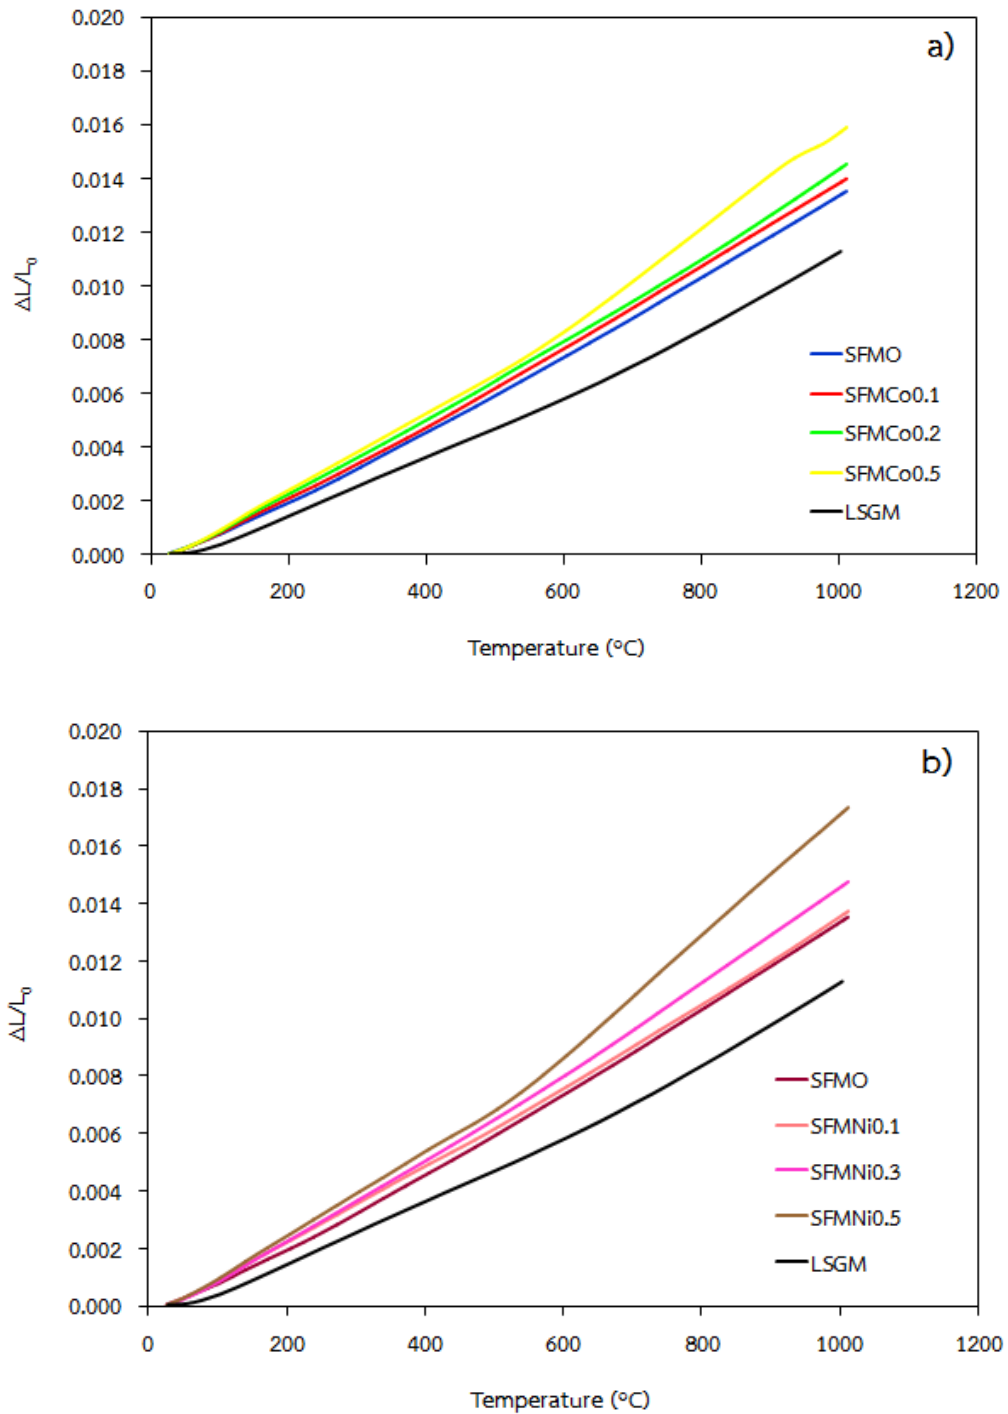 a)
0.020
0.018
0.016
0.014
0.012
0.010
0.008
0.006
0.004
0.002
0.000
ΔL/L₀
SFMO
SFMCo0.1
SFMCo0.2
SFMCo0.5
LSGM
0 200 400 600 800 1000 1200
Temperature (°C)
b)
0.020
0.018
0.016
0.014
0.012
0.010
0.008
0.006
0.004
0.002
0.000
ΔL/L₀
SFMO
SFMNi0.1
SFMNi0.3
SFMNi0.5
LSGM
0 200 400 600 800 1000 1200
Temperature (°C)